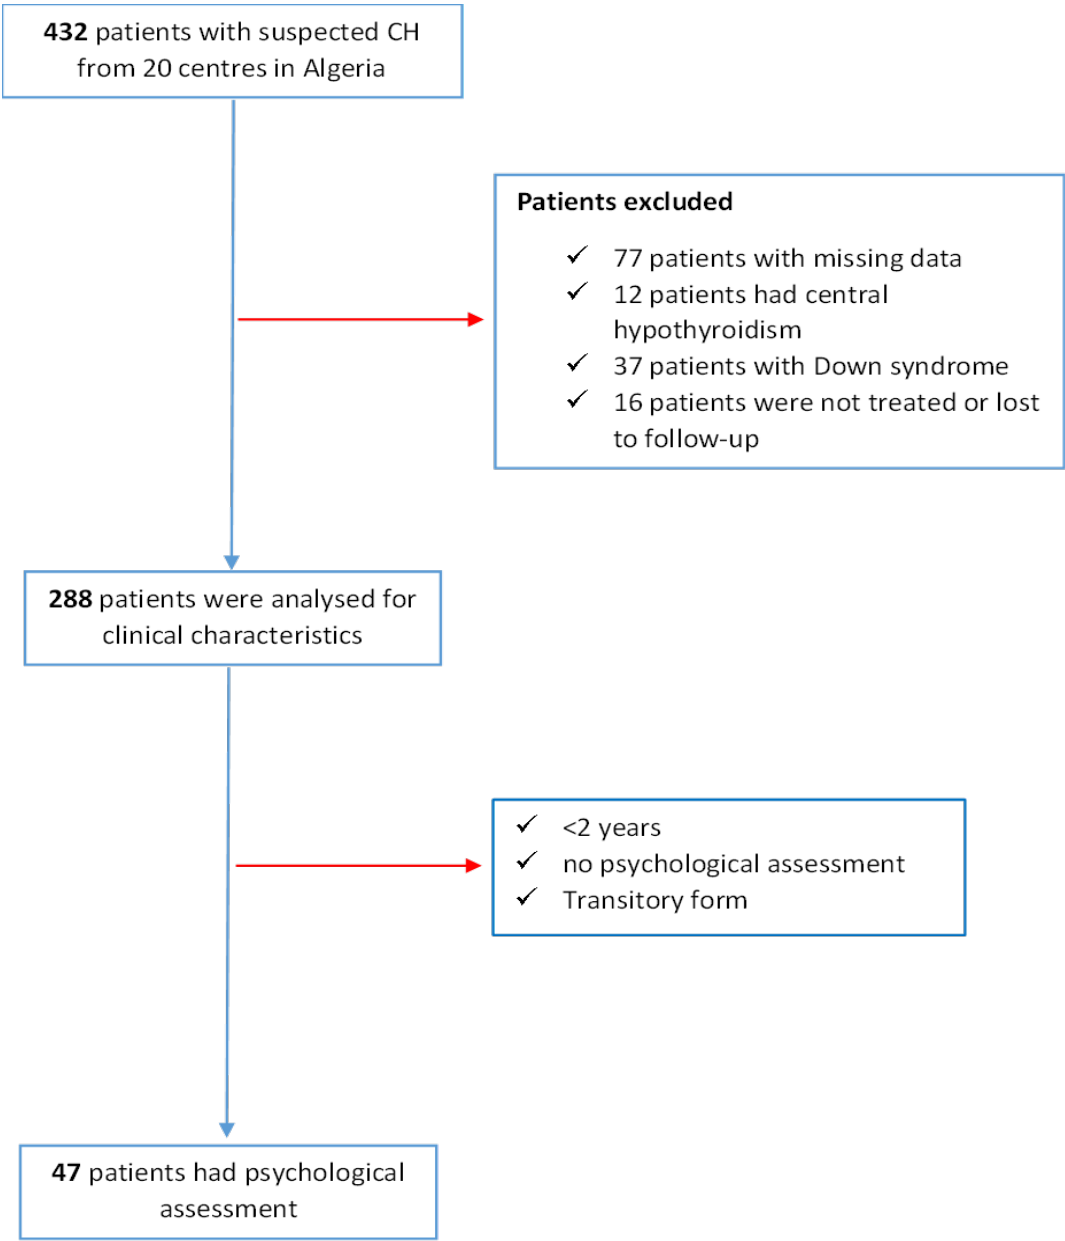 432 patients with suspected CH
from 20 centres in Algeria
Patients excluded
✓ 77 patients with missing data
✓ 12 patients had central
hypothyroidism
✓ 37 patients with Down syndrome
✓ 16 patients were not treated or lost
to follow-up
288 patients were analysed for
clinical characteristics
✓ <2 years
✓ no psychological assessment
✓ Transitory form
47 patients had psychological
assessment